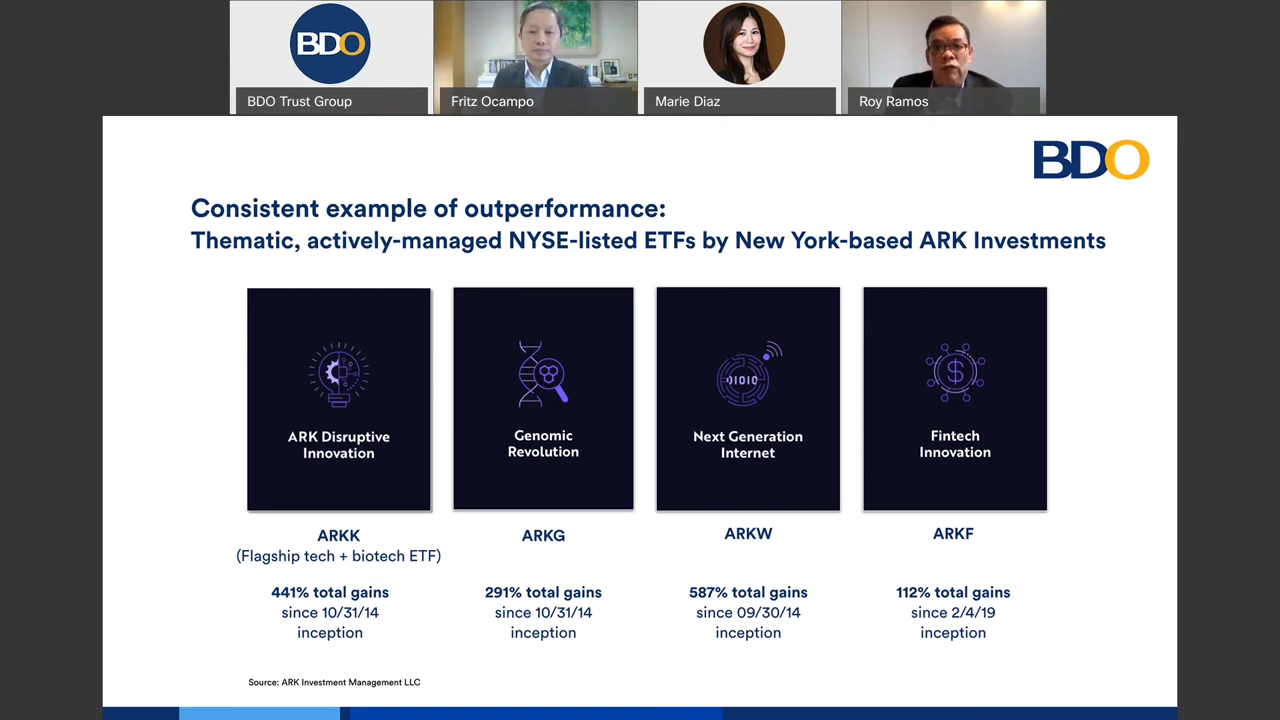 BDO
BDO Trust Group
Fritz Ocampo
Marie Diaz
Roy Ramos
BDO
Consistent example of outperformance:
Thematic, actively-managed NYSE-listed ETFs by New York-based ARK Investments
ARK Disruptive
Innovation
Genomic
Revolution
01010
Next Generation
Internet
$
Fintech
Innovation
ARKK
(Flagship tech + biotech ETF)
441% total gains
since 10/31/14
inception
ARKG
291% total gains
since 10/31/14
inception
ARKW
587% total gains
since 09/30/14
inception
ARKF
112% total gains
since 2/4/19
inception
Source: ARK Investment Management LLC